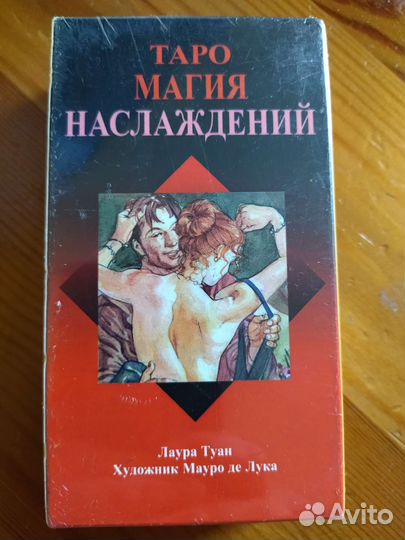 ТАРО
МАГИЯ
НАСЛАЖДЕНИЙ
Лаура Туан
Художник Мауро де Лука
Avito